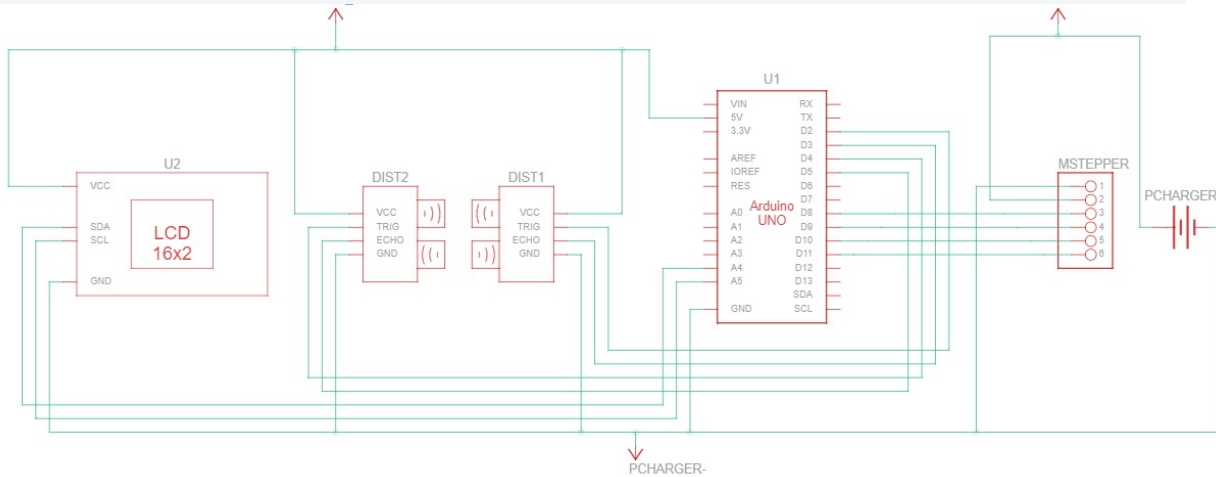 U2
VCC
SDA
SCL
GND
LCD
16x2
DIST2
VCC
TRIG
ECHO
GND
DIST1
VCC
TRIG
ECHO
GND
U1
VIN
5V
3.3V
AREF
IOREF
RES
A0
A1
A2
A3
A4
A5
GND
Arduino
UNO
RX
TX
D2
D3
D4
D5
D6
D7
D8
D9
D10
D11
D12
D13
SDA
SCL
MSTEPPER
1
2
3
4
5
6
PCHARGER
PCHARGER-